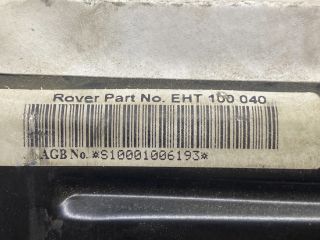 Rover Part No. EHT 100 040
AGB No. *S10001006193*